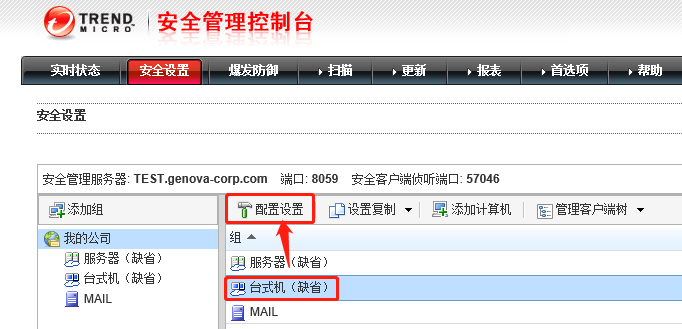 TREND MICRO 安全管理控制台
实时状态 安全设置 爆发防御 扫描 更新 报表 首选项 帮助
安全设置
安全管理服务器: TEST.genova-corp.com 端口: 8059 安全客户端侦听端口: 57046
添加组 配置设置 设置复制 添加计算机 管理客户端树
我的公司 组
服务器（缺省） 服务器（缺省）
台式机（缺省） 台式机（缺省）
MAIL MAIL